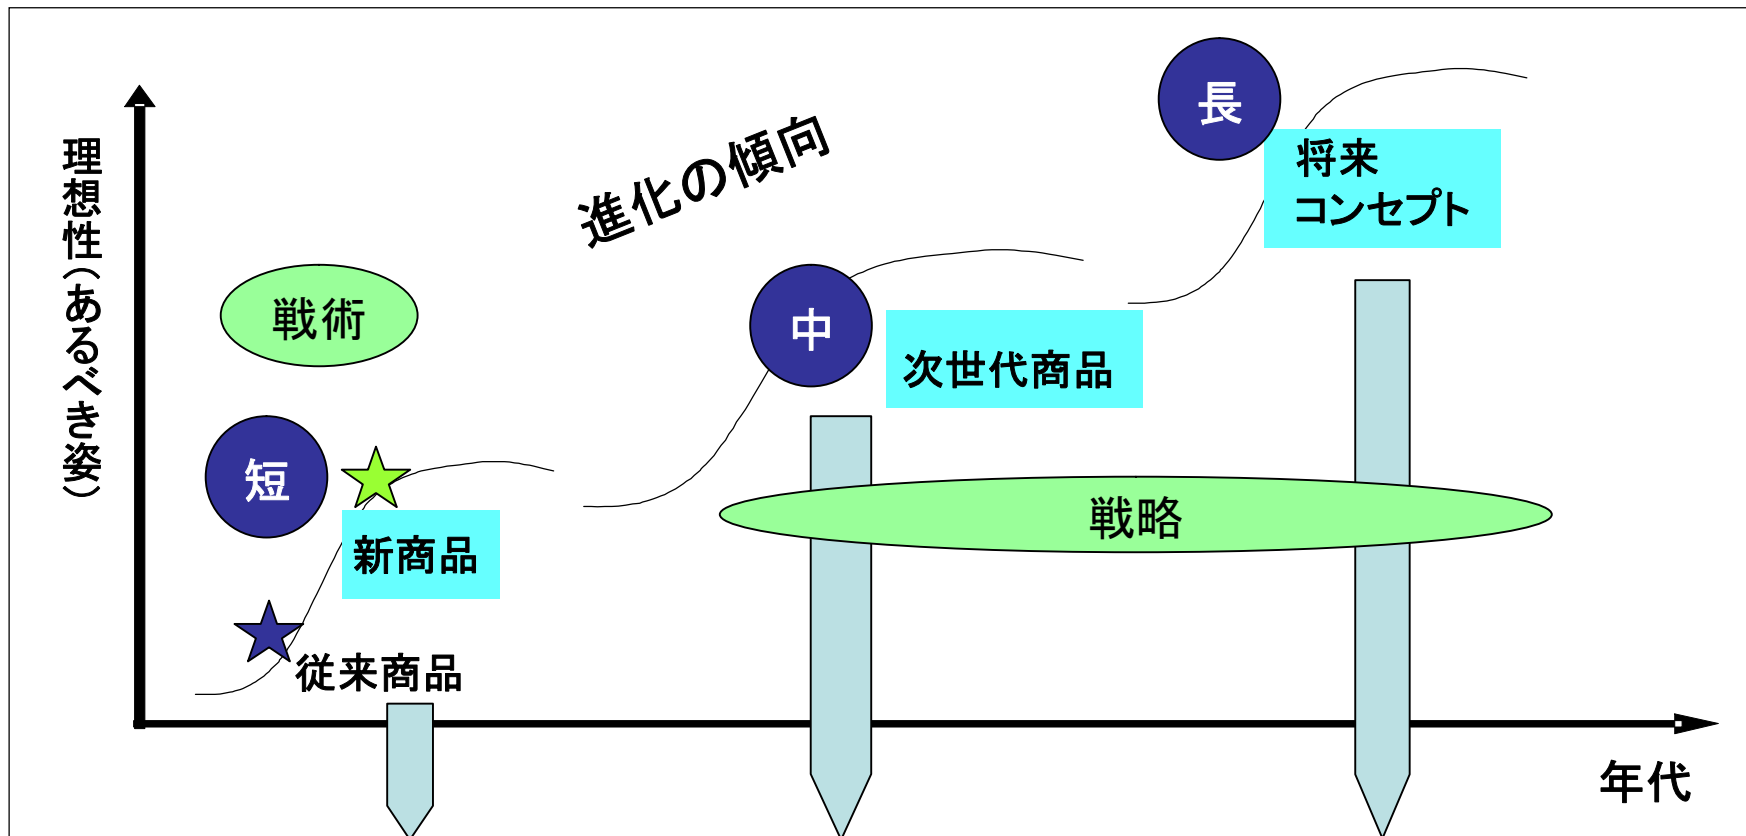 理想性(あるべき姿)
進化の傾向
長
将来
コンセプト
戦術
中
次世代商品
短
新商品
戦略
従来商品
年代